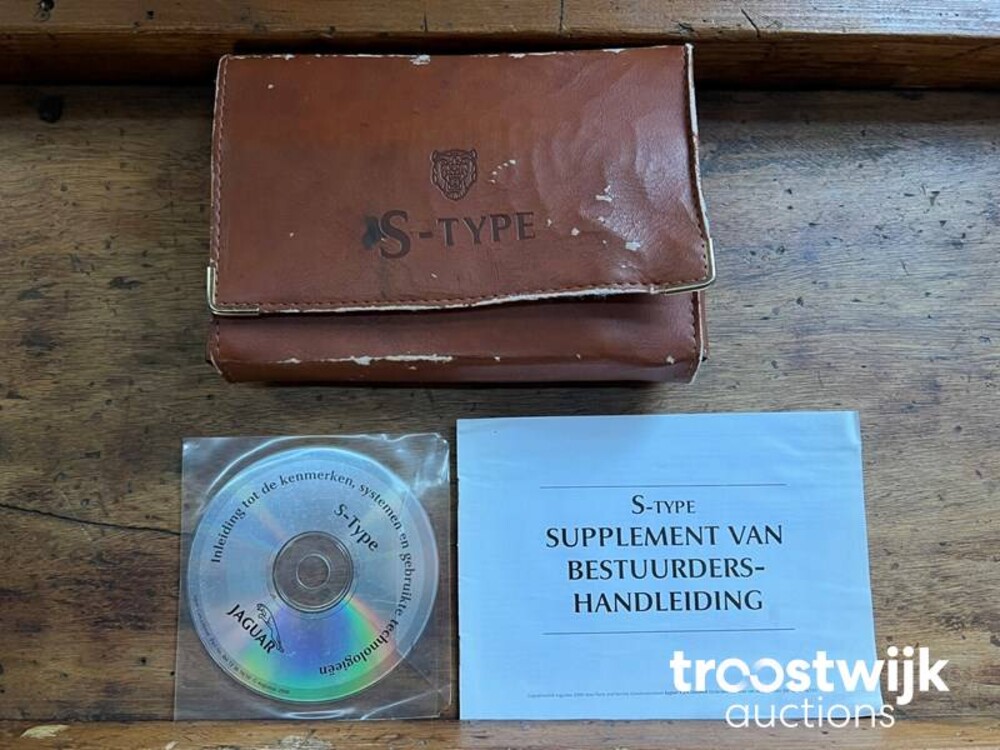 S-TYPE
Inleiding tot de kenmerken, systemen en gebruikte technologieën
S-Type
JAGUAR
S-TYPE
SUPPLEMENT VAN
BESTUURDERS-
HANDLEIDING
troostwijk
auctions